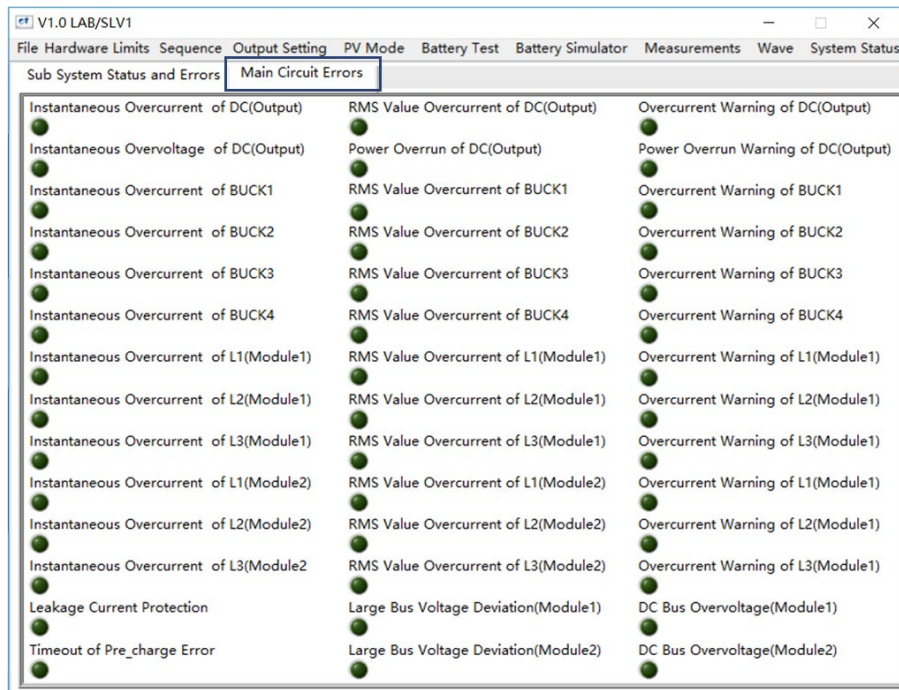 V1.0 LAB/SLV1
File Hardware Limits Sequence Output Setting PV Mode Battery Test Battery Simulator Measurements Wave System Status
Sub System Status and Errors Main Circuit Errors
Instantaneous Overcurrent of DC(Output) RMS Value Overcurrent of DC(Output) Overcurrent Warning of DC(Output)
Instantaneous Overvoltage of DC(Output) Power Overrun of DC(Output) Power Overrun Warning of DC(Output)
Instantaneous Overcurrent of BUCK1 RMS Value Overcurrent of BUCK1 Overcurrent Warning of BUCK1
Instantaneous Overcurrent of BUCK2 RMS Value Overcurrent of BUCK2 Overcurrent Warning of BUCK2
Instantaneous Overcurrent of BUCK3 RMS Value Overcurrent of BUCK3 Overcurrent Warning of BUCK3
Instantaneous Overcurrent of BUCK4 RMS Value Overcurrent of BUCK4 Overcurrent Warning of BUCK4
Instantaneous Overcurrent of L1(Module1) RMS Value Overcurrent of L1(Module1) Overcurrent Warning of L1(Module1)
Instantaneous Overcurrent of L2(Module1) RMS Value Overcurrent of L2(Module1) Overcurrent Warning of L2(Module1)
Instantaneous Overcurrent of L3(Module1) RMS Value Overcurrent of L3(Module1) Overcurrent Warning of L3(Module1)
Instantaneous Overcurrent of L1(Module2) RMS Value Overcurrent of L1(Module2) Overcurrent Warning of L1(Module1)
Instantaneous Overcurrent of L2(Module2) RMS Value Overcurrent of L2(Module2) Overcurrent Warning of L2(Module1)
Instantaneous Overcurrent of L3(Module2 RMS Value Overcurrent of L3(Module2) Overcurrent Warning of L3(Module1)
Leakage Current Protection Large Bus Voltage Deviation(Module1) DC Bus Overvoltage(Module1)
Timeout of Pre_charge Error Large Bus Voltage Deviation(Module2) DC Bus Overvoltage(Module2)